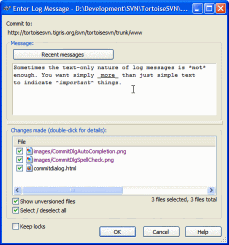 Enter Log Message - D:\Development\SVN\TortoiseSVN\...
Commit to:
http://tortoisesvn.tigris.org/svn/tortoisesvn/trunk/www
Message:
Recent messages
Sometimes the text-only nature of log messages is *not*
enough. You want simply _more_ than just simple text
to indicate *important* things.
Changes made (double-click for details):
File
images/CommitDlgAutoCompletion.png
images/CommitDlgSpellCheck.png
commitdialog.html
Show unversioned files
3 files selected, 3 files total
Select / deselect all
Keep locks
OK
Cancel
Help